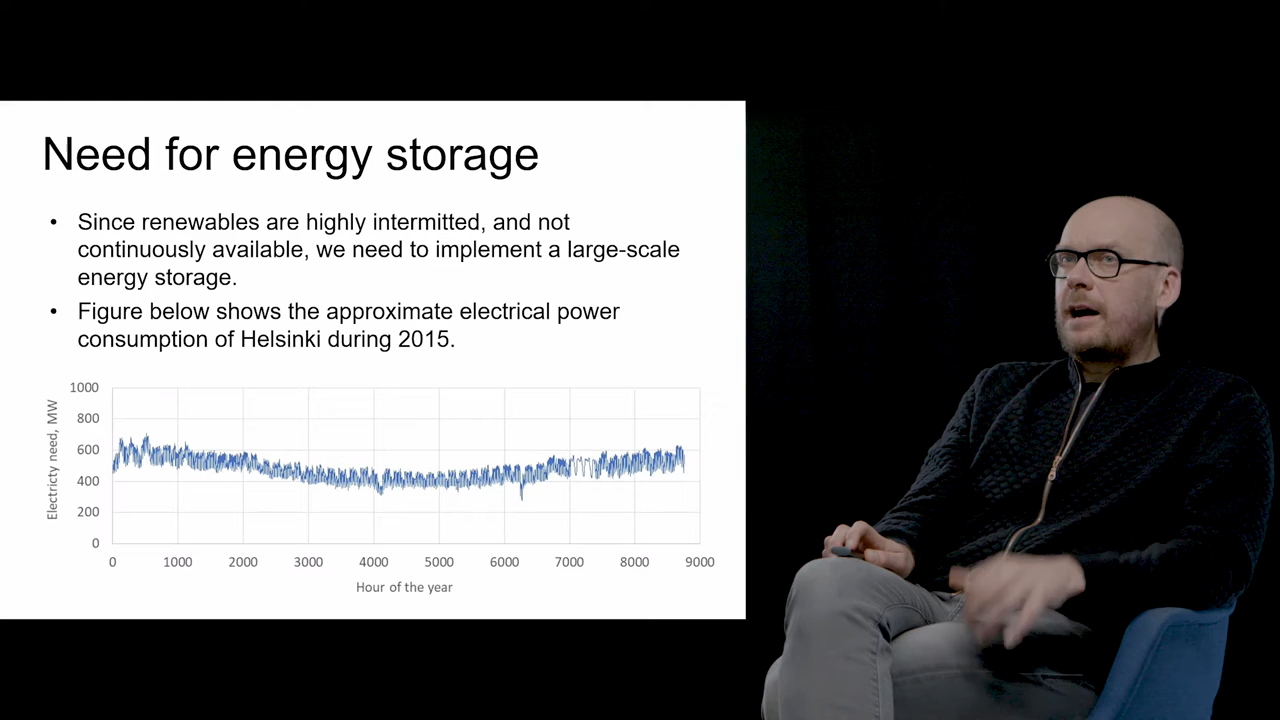 Need for energy storage
• Since renewables are highly intermitted, and not
continuously available, we need to implement a large-scale
energy storage.
• Figure below shows the approximate electrical power
consumption of Helsinki during 2015.
Electricty need, MW
1000
800
600
400
200
0
0 1000 2000 3000 4000 5000 6000 7000 8000 9000
Hour of the year